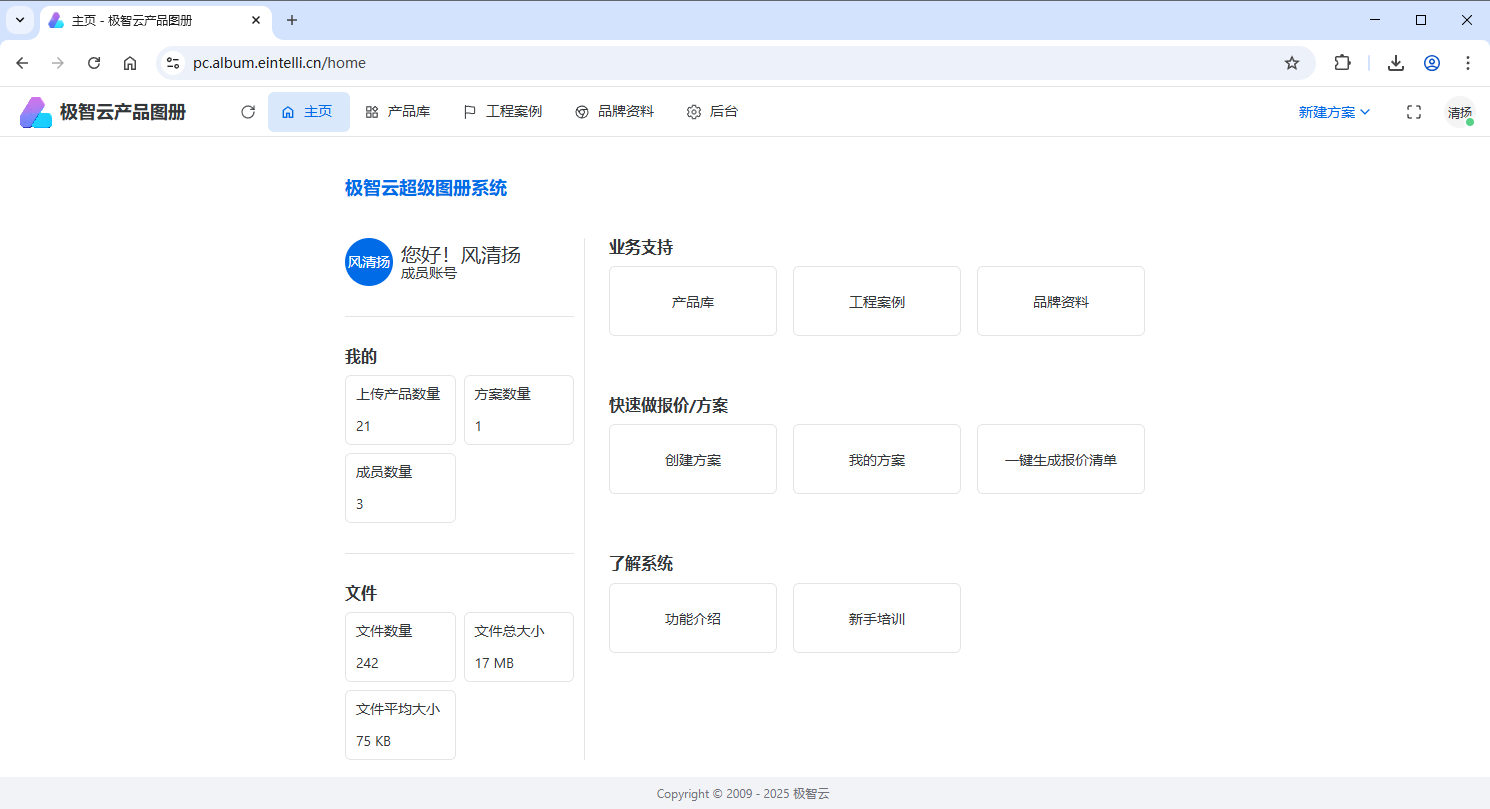 主页 - 极智云产品图册
pc.album.eintelli.cn/home
极智云产品图册
主页
产品库
工程案例
品牌资料
后台
新建方案
清扬
极智云超级图册系统
风清扬
您好！风清扬
成员账号
我的
上传产品数量
21
方案数量
1
成员数量
3
文件
文件数量
242
文件总大小
17 MB
文件平均大小
75 KB
业务支持
产品库
工程案例
品牌资料
快速做报价/方案
创建方案
我的方案
一键生成报价清单
了解系统
功能介绍
新手培训
Copyright © 2009 - 2025 极智云